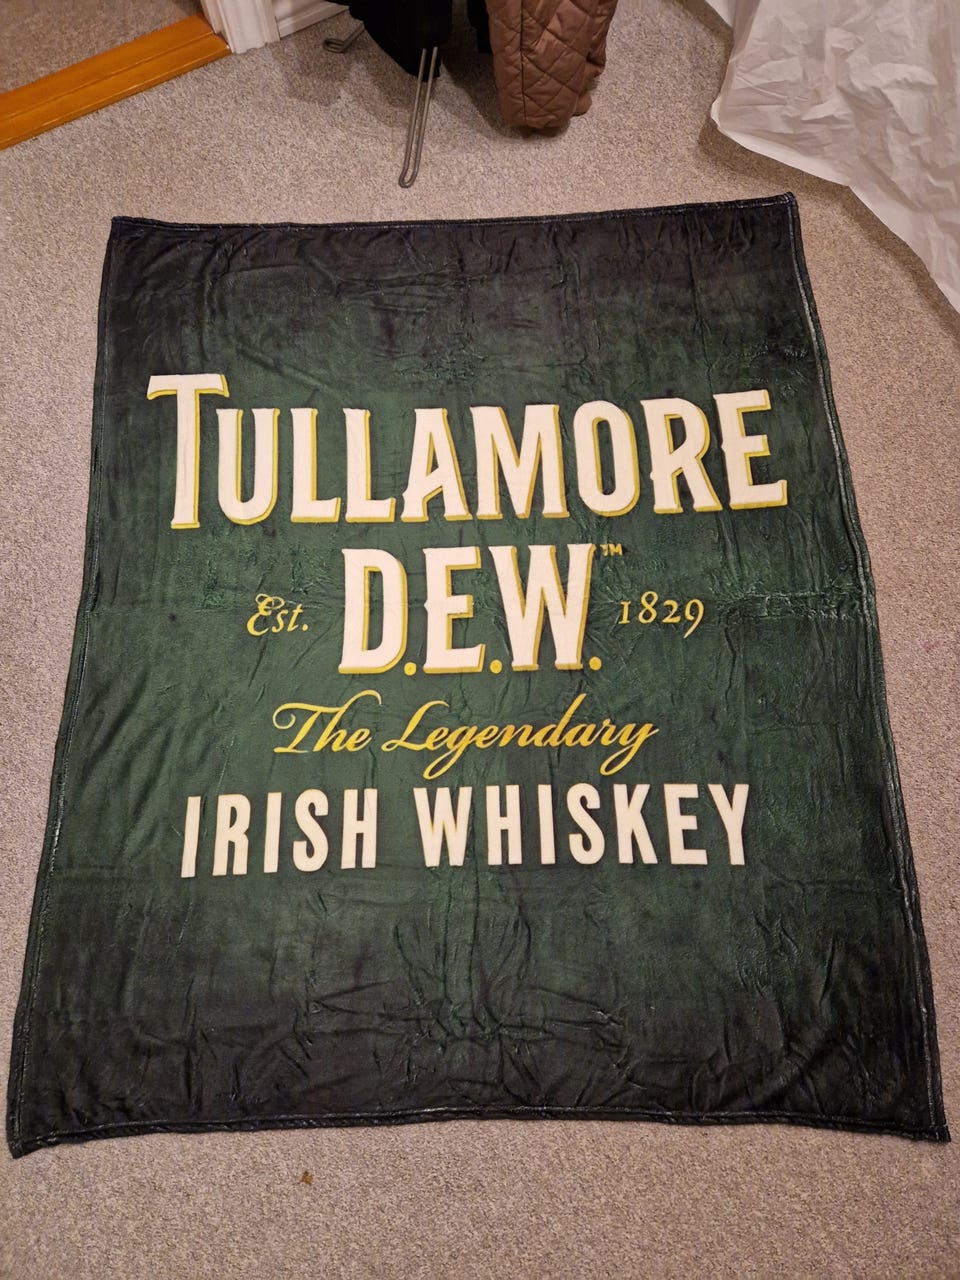 TULLAMORE
D.E.W.™
Est. 1829
The Legendary
IRISH WHISKEY